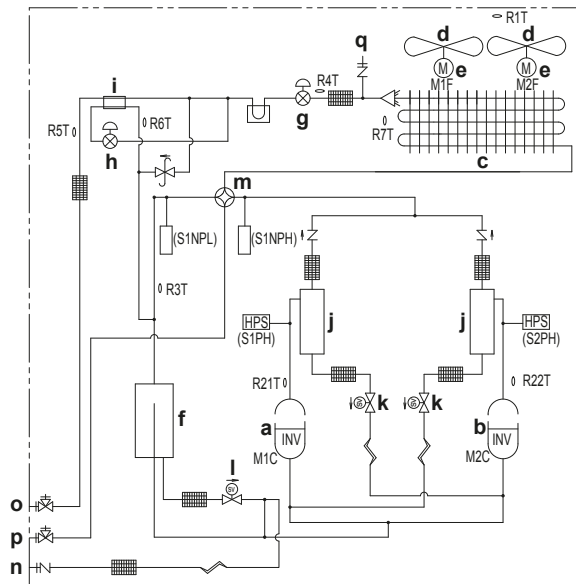 R1T
d
d
q
M
e
M
e
M1F
M2F
i
R4T
g
R6T
R5T
h
R7T
c
m
(S1NPL)
(S1NPH)
R3T
HPS
(S1PH)
j
j
HPS
(S2PH)
R21T
R22T
k
k
f
a
b
INV
INV
M1C
M2C
l
SV
o
p
n